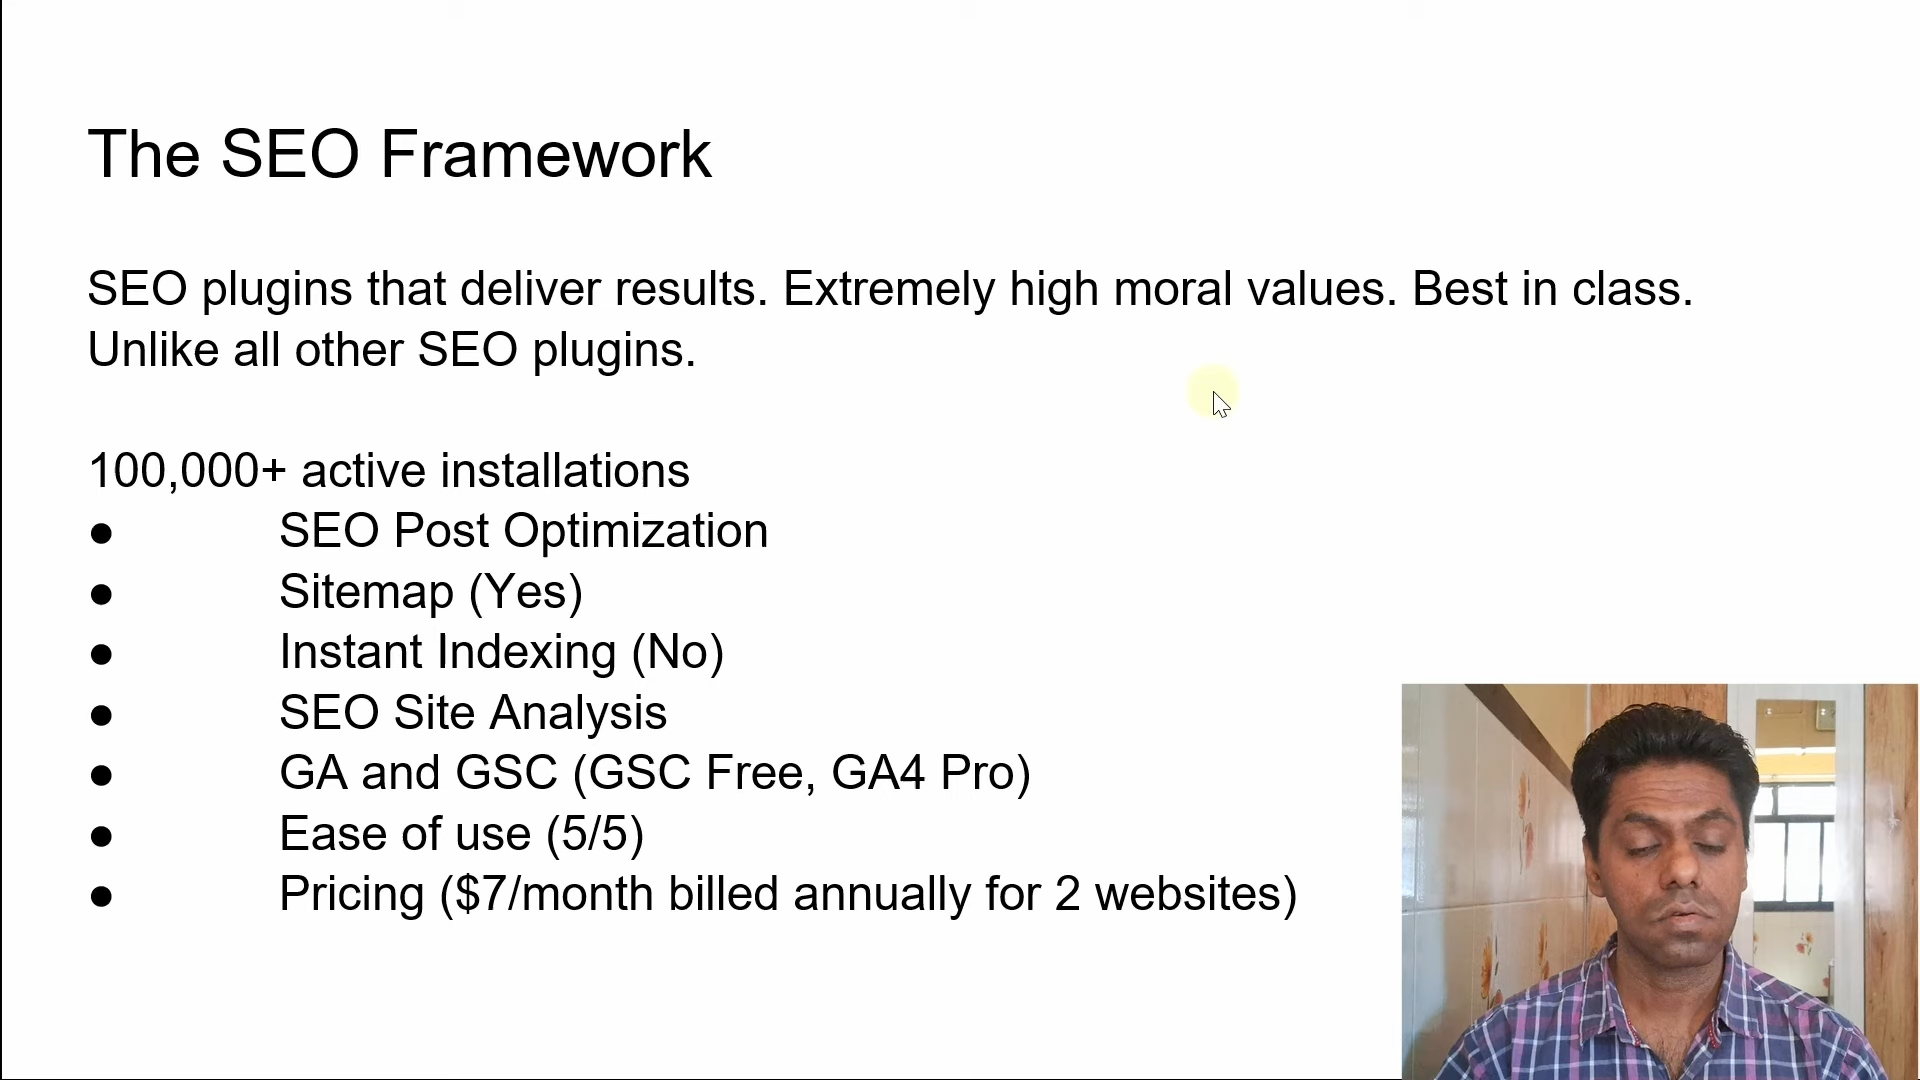 The SEO Framework
SEO plugins that deliver results. Extremely high moral values. Best in class.
Unlike all other SEO plugins.
100,000+ active installations
● SEO Post Optimization
● Sitemap (Yes)
● Instant Indexing (No)
● SEO Site Analysis
● GA and GSC (GSC Free, GA4 Pro)
● Ease of use (5/5)
● Pricing ($7/month billed annually for 2 websites)